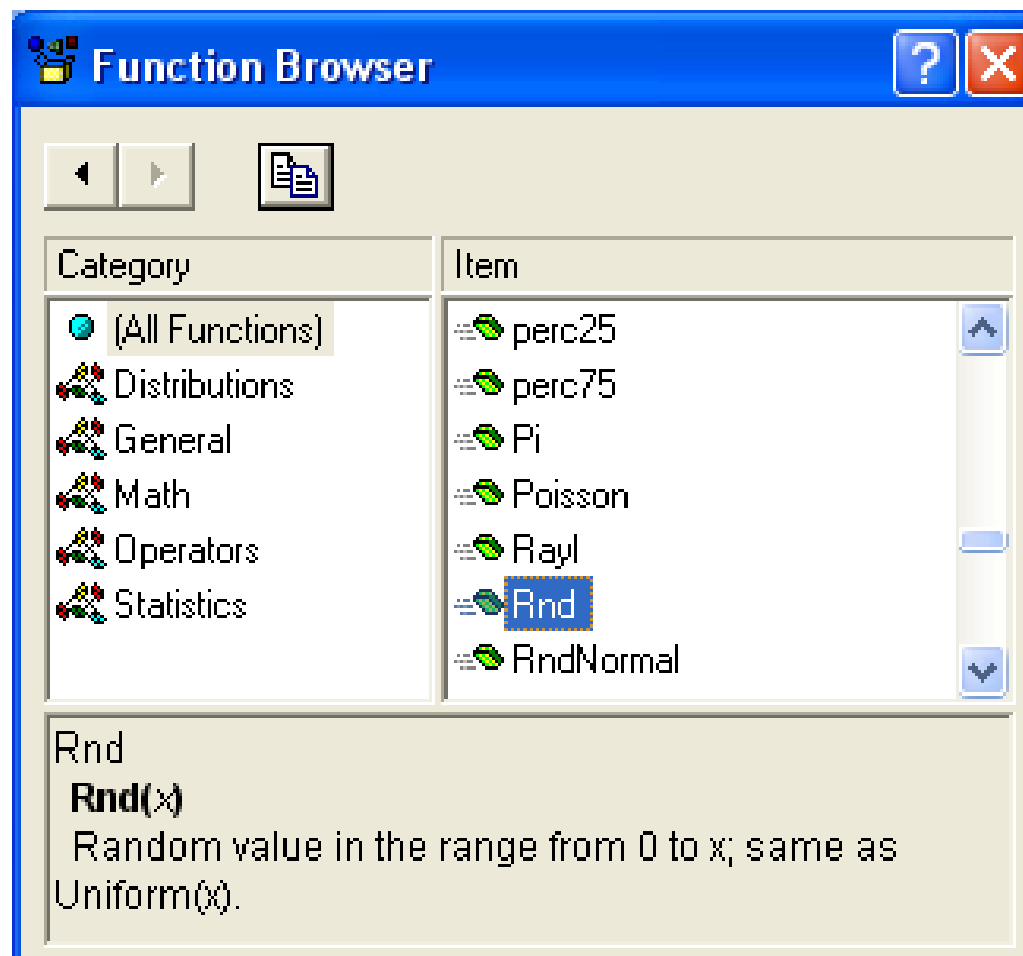 Function Browser
?
Category
Item
(All Functions)
Distributions
General
Math
Operators
Statistics
perc25
perc75
Pi
Poisson
Rayl
Rnd
RndNormal
Rnd
Rnd(x)
Random value in the range from 0 to x; same as
Uniform(x).